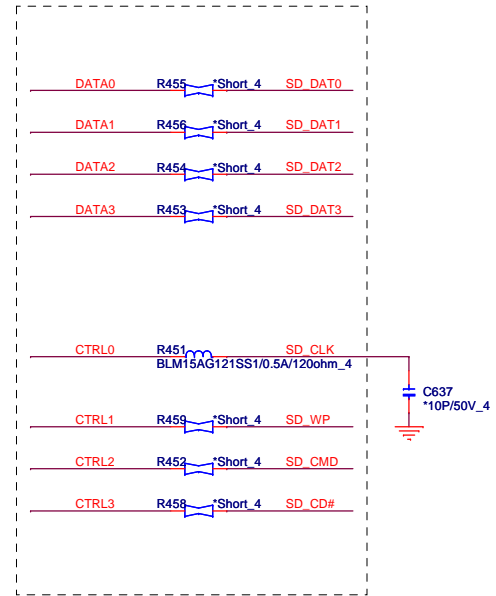 DATA0 R455 *Short_4 SD_DAT0
DATA1 R456 *Short_4 SD_DAT1
DATA2 R454 *Short_4 SD_DAT2
DATA3 R453 *Short_4 SD_DAT3
CTRL0 R451 SD_CLK
BLM15AG121SS1/0.5A/120ohm_4
C637
*10P/50V_4
CTRL1 R459 *Short_4 SD_WP
CTRL2 R452 *Short_4 SD_CMD
CTRL3 R458 *Short_4 SD_CD#